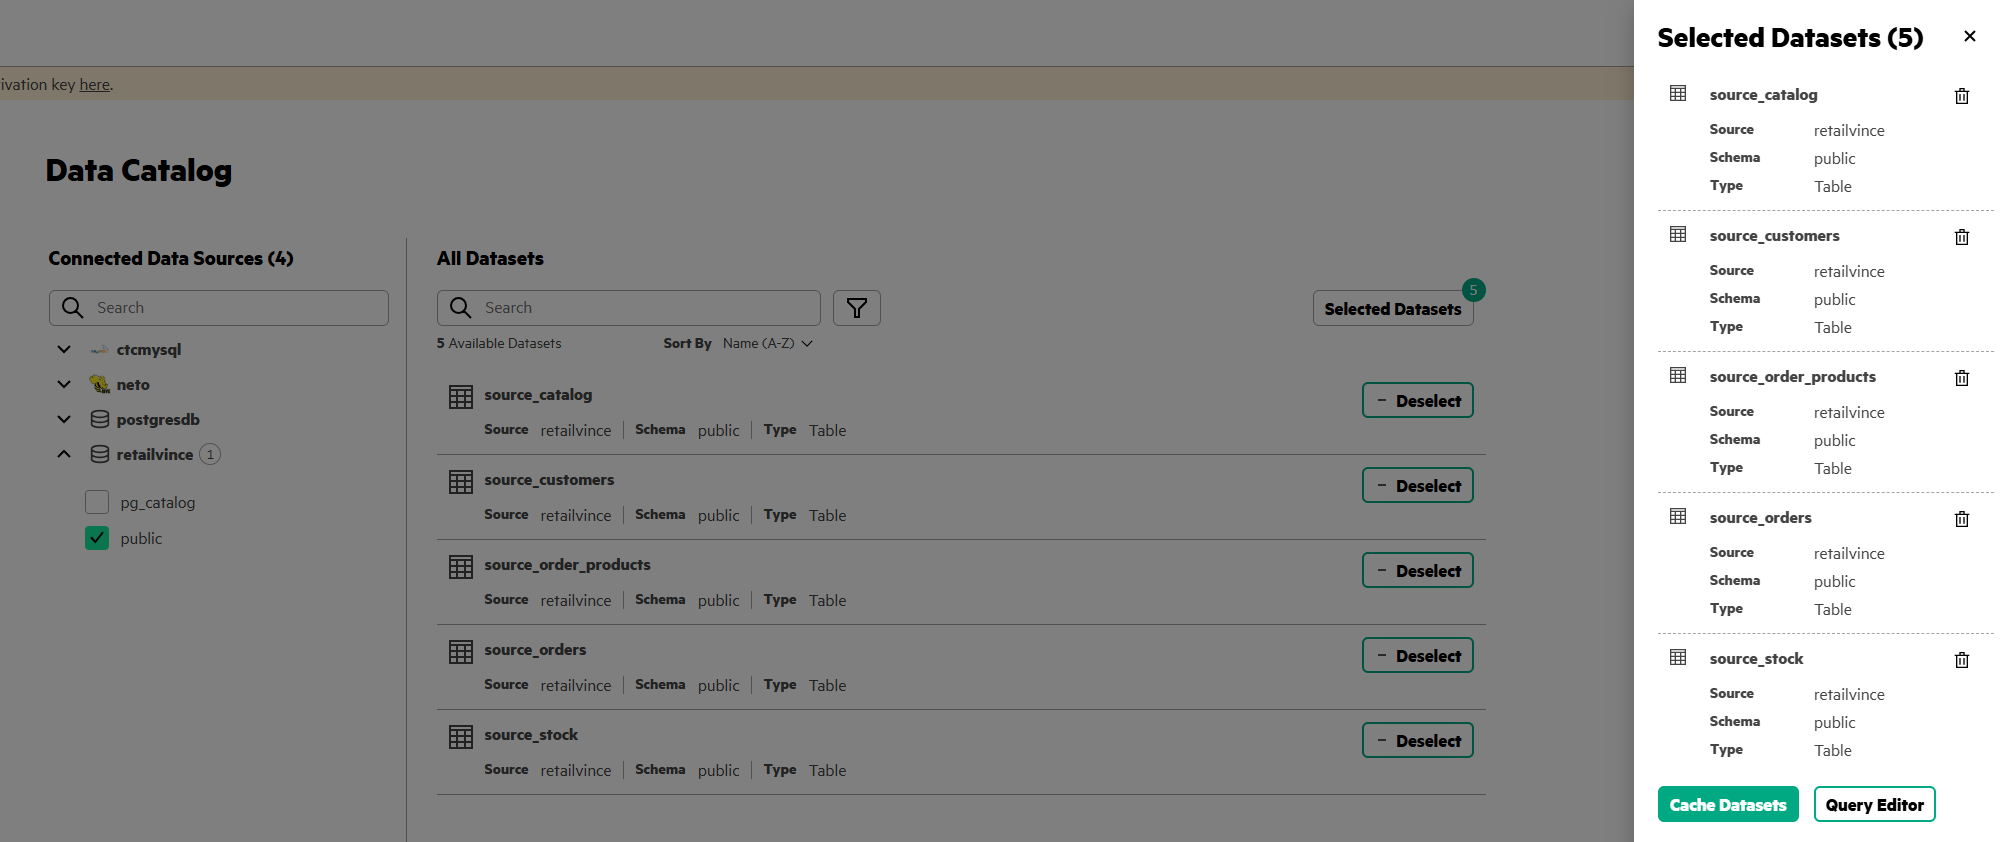 ivation key here.
Data Catalog
Connected Data Sources (4)
Search
ctcmysql
neto
postgresdb
retailvince 1
pg_catalog
public
All Datasets
Search
Selected Datasets 5
5 Available Datasets Sort By Name (A-Z)
source_catalog
Source retailvince Schema public Type Table
Deselect
source_customers
Source retailvince Schema public Type Table
Deselect
source_order_products
Source retailvince Schema public Type Table
Deselect
source_orders
Source retailvince Schema public Type Table
Deselect
source_stock
Source retailvince Schema public Type Table
Deselect
Selected Datasets (5)
source_catalog
Source retailvince
Schema public
Type Table
source_customers
Source retailvince
Schema public
Type Table
source_order_products
Source retailvince
Schema public
Type Table
source_orders
Source retailvince
Schema public
Type Table
source_stock
Source retailvince
Schema public
Type Table
Cache Datasets Query Editor